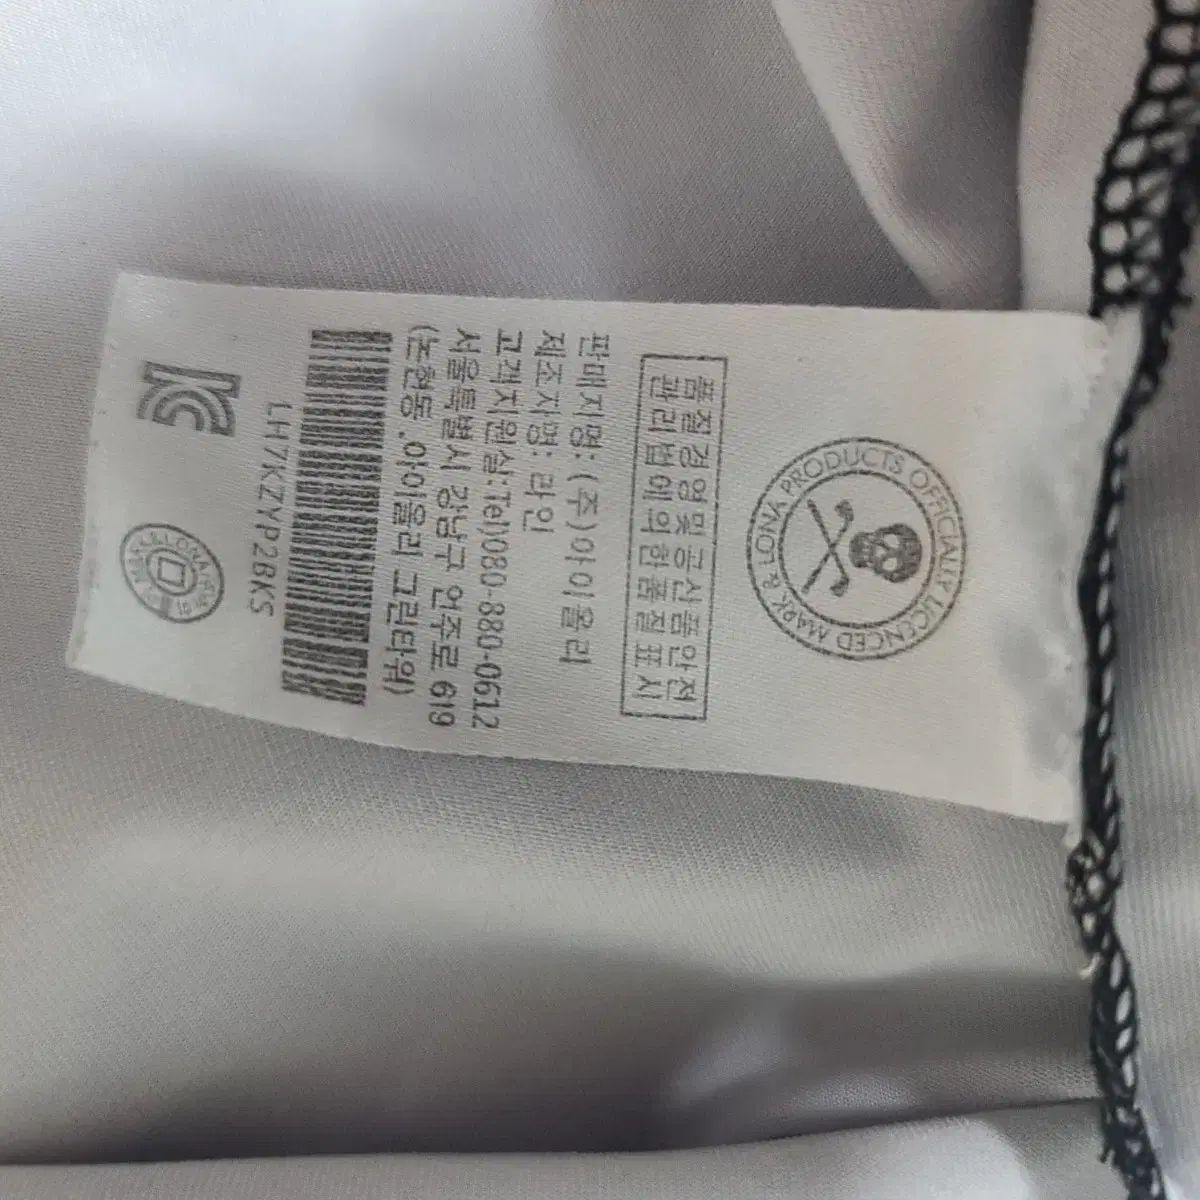 MARK & LONA PRODUCTS OFFICIALLY LICENCED
품질경영 및 공산품안전
관리법에 의한 품질표시
판매자명: (주)아이올리
제조자명: 라인
고객지원실:Tel)080-880-0612
서울특별시 강남구 언주로 619
(논현동, 아이올리 그린타워)
LH7KZYP2BKS
KC
MARK&LONA